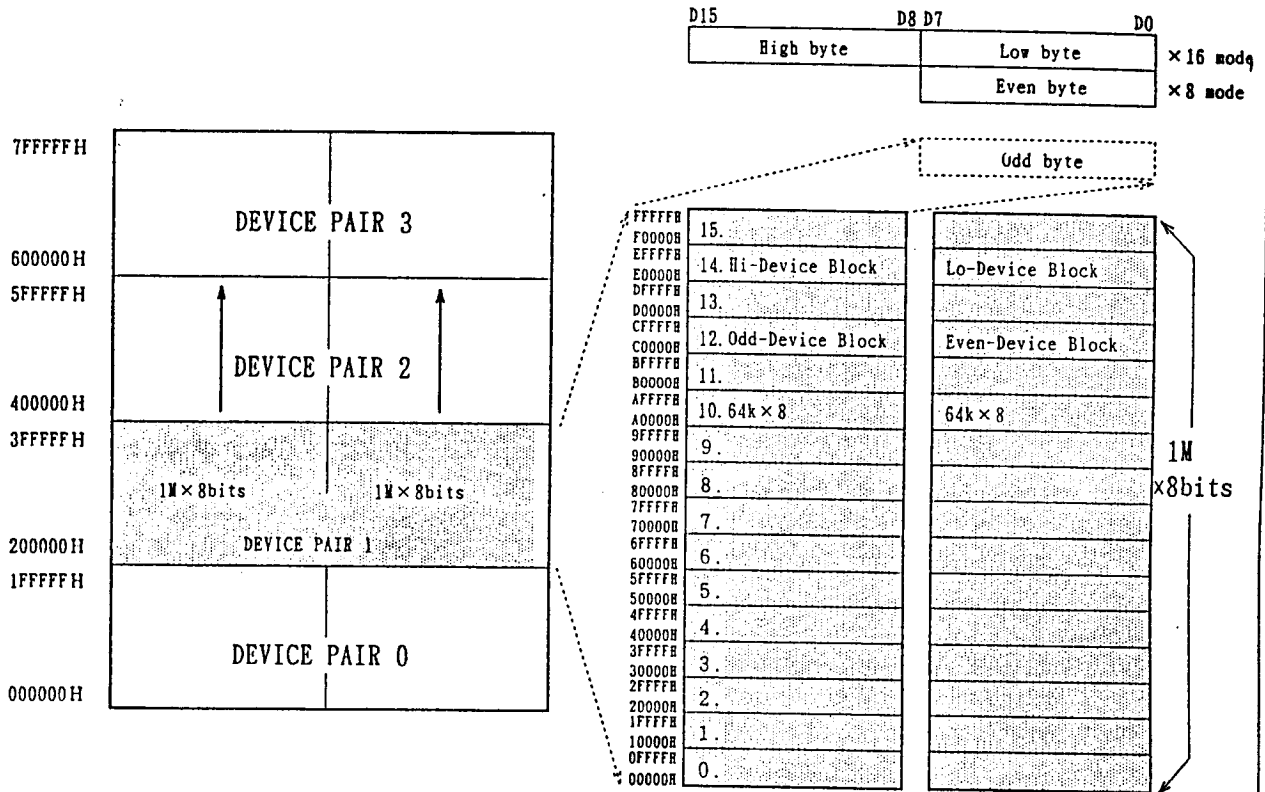 D15 D8 D7 D0
High byte Low byte ×16 mode
Even byte ×8 mode
Odd byte
7FFFFFH
DEVICE PAIR 3
600000H
5FFFFFH
DEVICE PAIR 2
400000H
3FFFFFH
1M×8bits 1M×8bits
200000H
DEVICE PAIR 1
1FFFFFH
DEVICE PAIR 0
000000H
FFFFFH
15.
F0000H
EFFFFH
14. Hi-Device Block Lo-Device Block
E0000H
DFFFFH
13.
D0000H
CFFFFH
12. Odd-Device Block Even-Device Block
C0000H
BFFFFH
11.
B0000H
AFFFFH
10. 64k×8 64k×8
A0000H
9FFFFH
9.
90000H
8FFFFH
8.
80000H
7FFFFH
7.
70000H
6FFFFH
6.
60000H
5FFFFH
5.
50000H
4FFFFH
4.
40000H
3FFFFH
3.
30000H
2FFFFH
2.
20000H
1FFFFH
1.
10000H
0FFFFH
0.
00000H
1M
×8bits